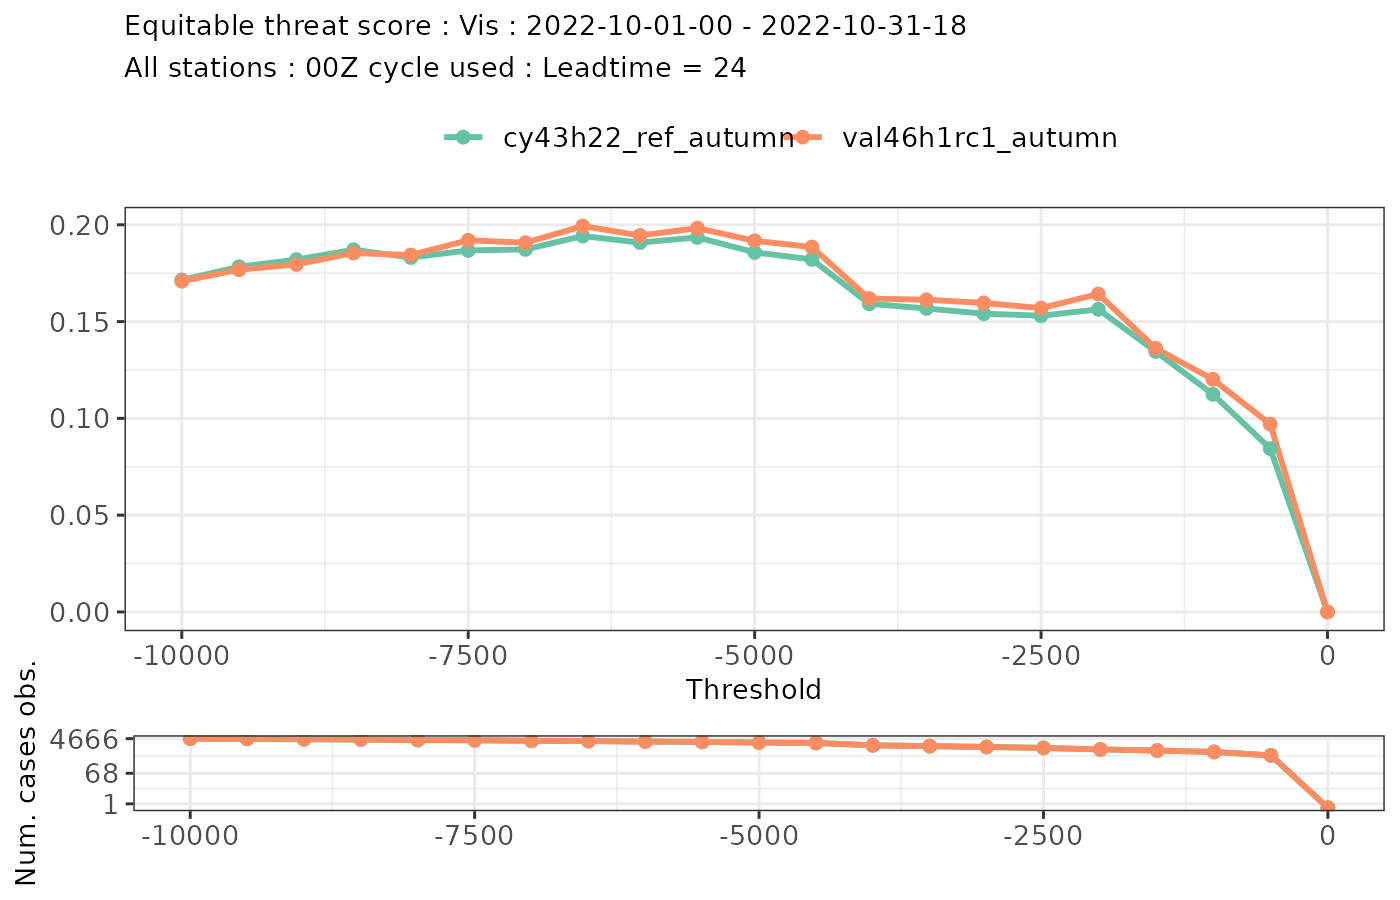 Equitable threat score : Vis : 2022-10-01-00 - 2022-10-31-18
All stations : 00Z cycle used : Leadtime = 24
cy43h22_ref_autumn val46h1rc1_autumn
0.20
0.15
0.10
0.05
0.00
-10000 -7500 -5000 -2500 0
Threshold
Num. cases obs.
4666
68
1
-10000 -7500 -5000 -2500 0